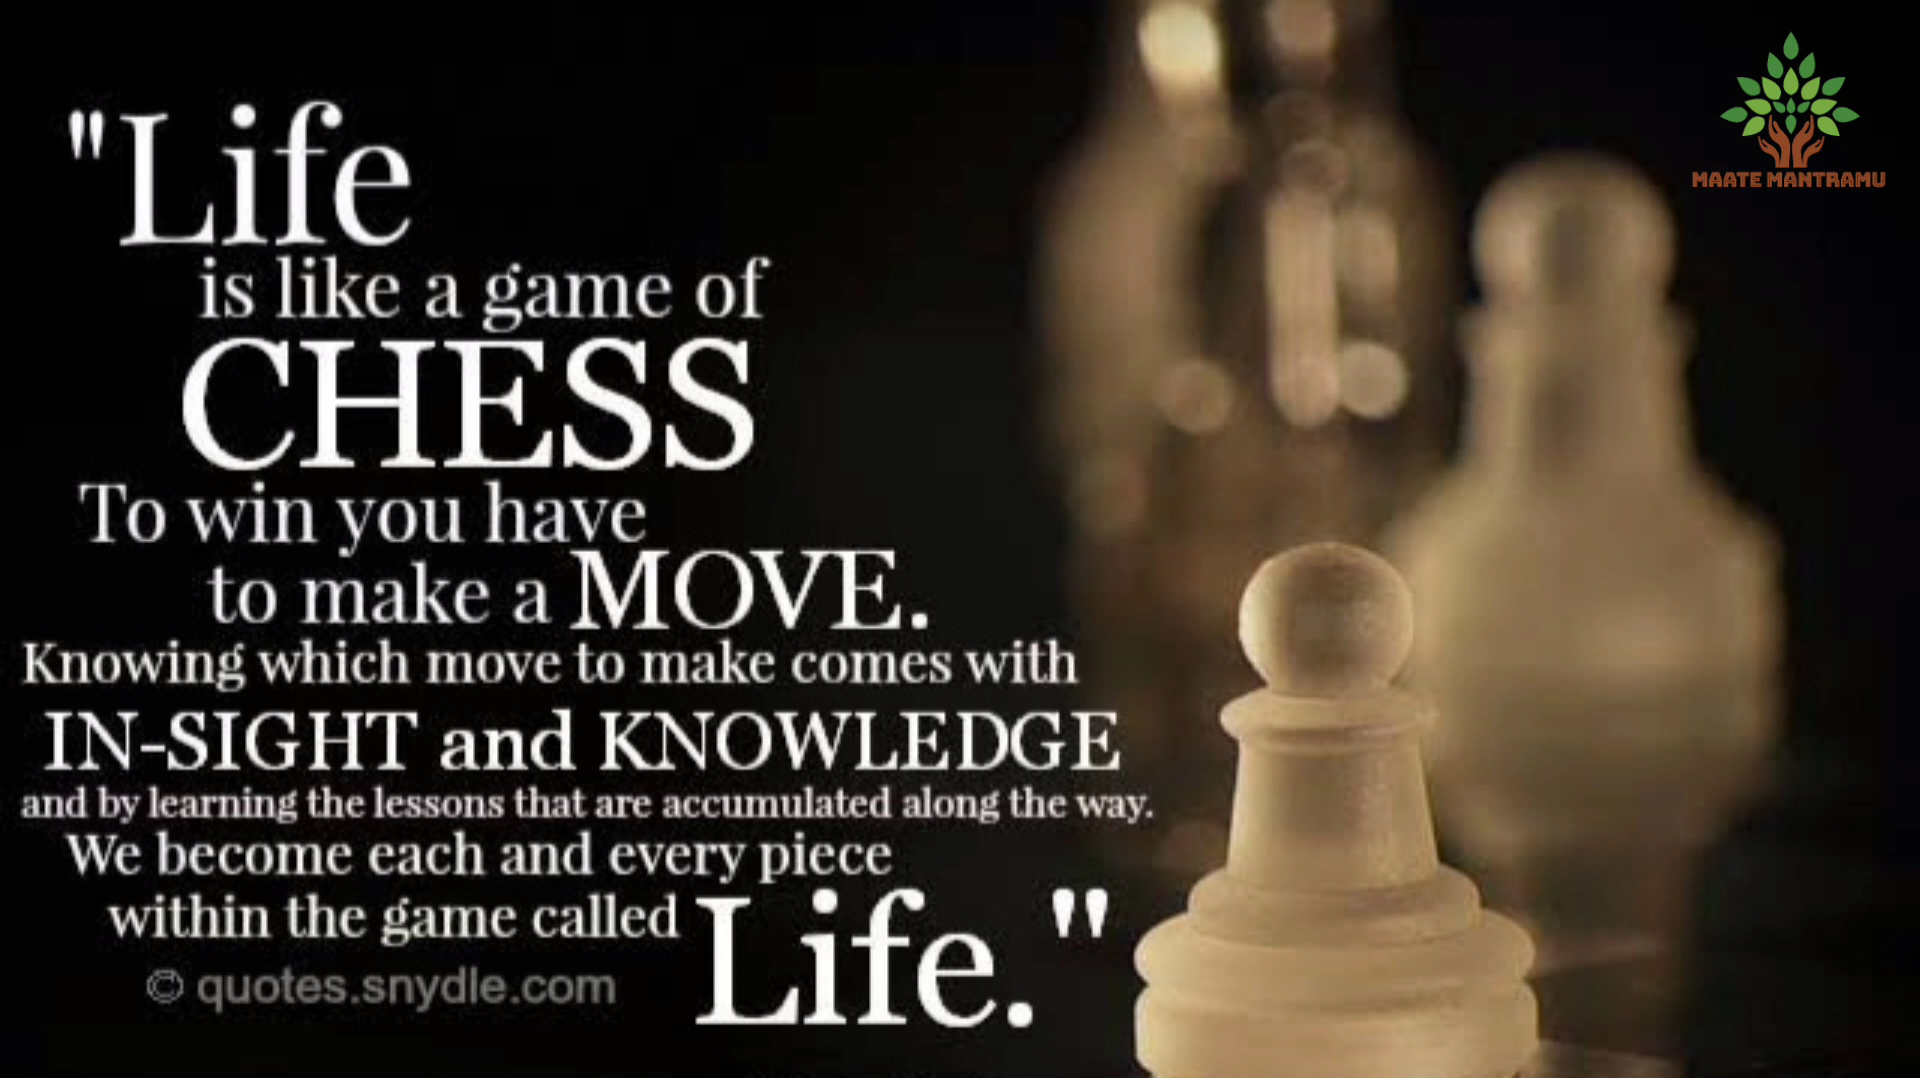 MAATE MANTRAMU
"Life
is like a game of
CHESS
To win you have
to make a MOVE.
Knowing which move to make comes with
IN-SIGHT and KNOWLEDGE
and by learning the lessons that are accumulated along the way.
We become each and every piece
within the game called Life."
© quotes.snydle.com